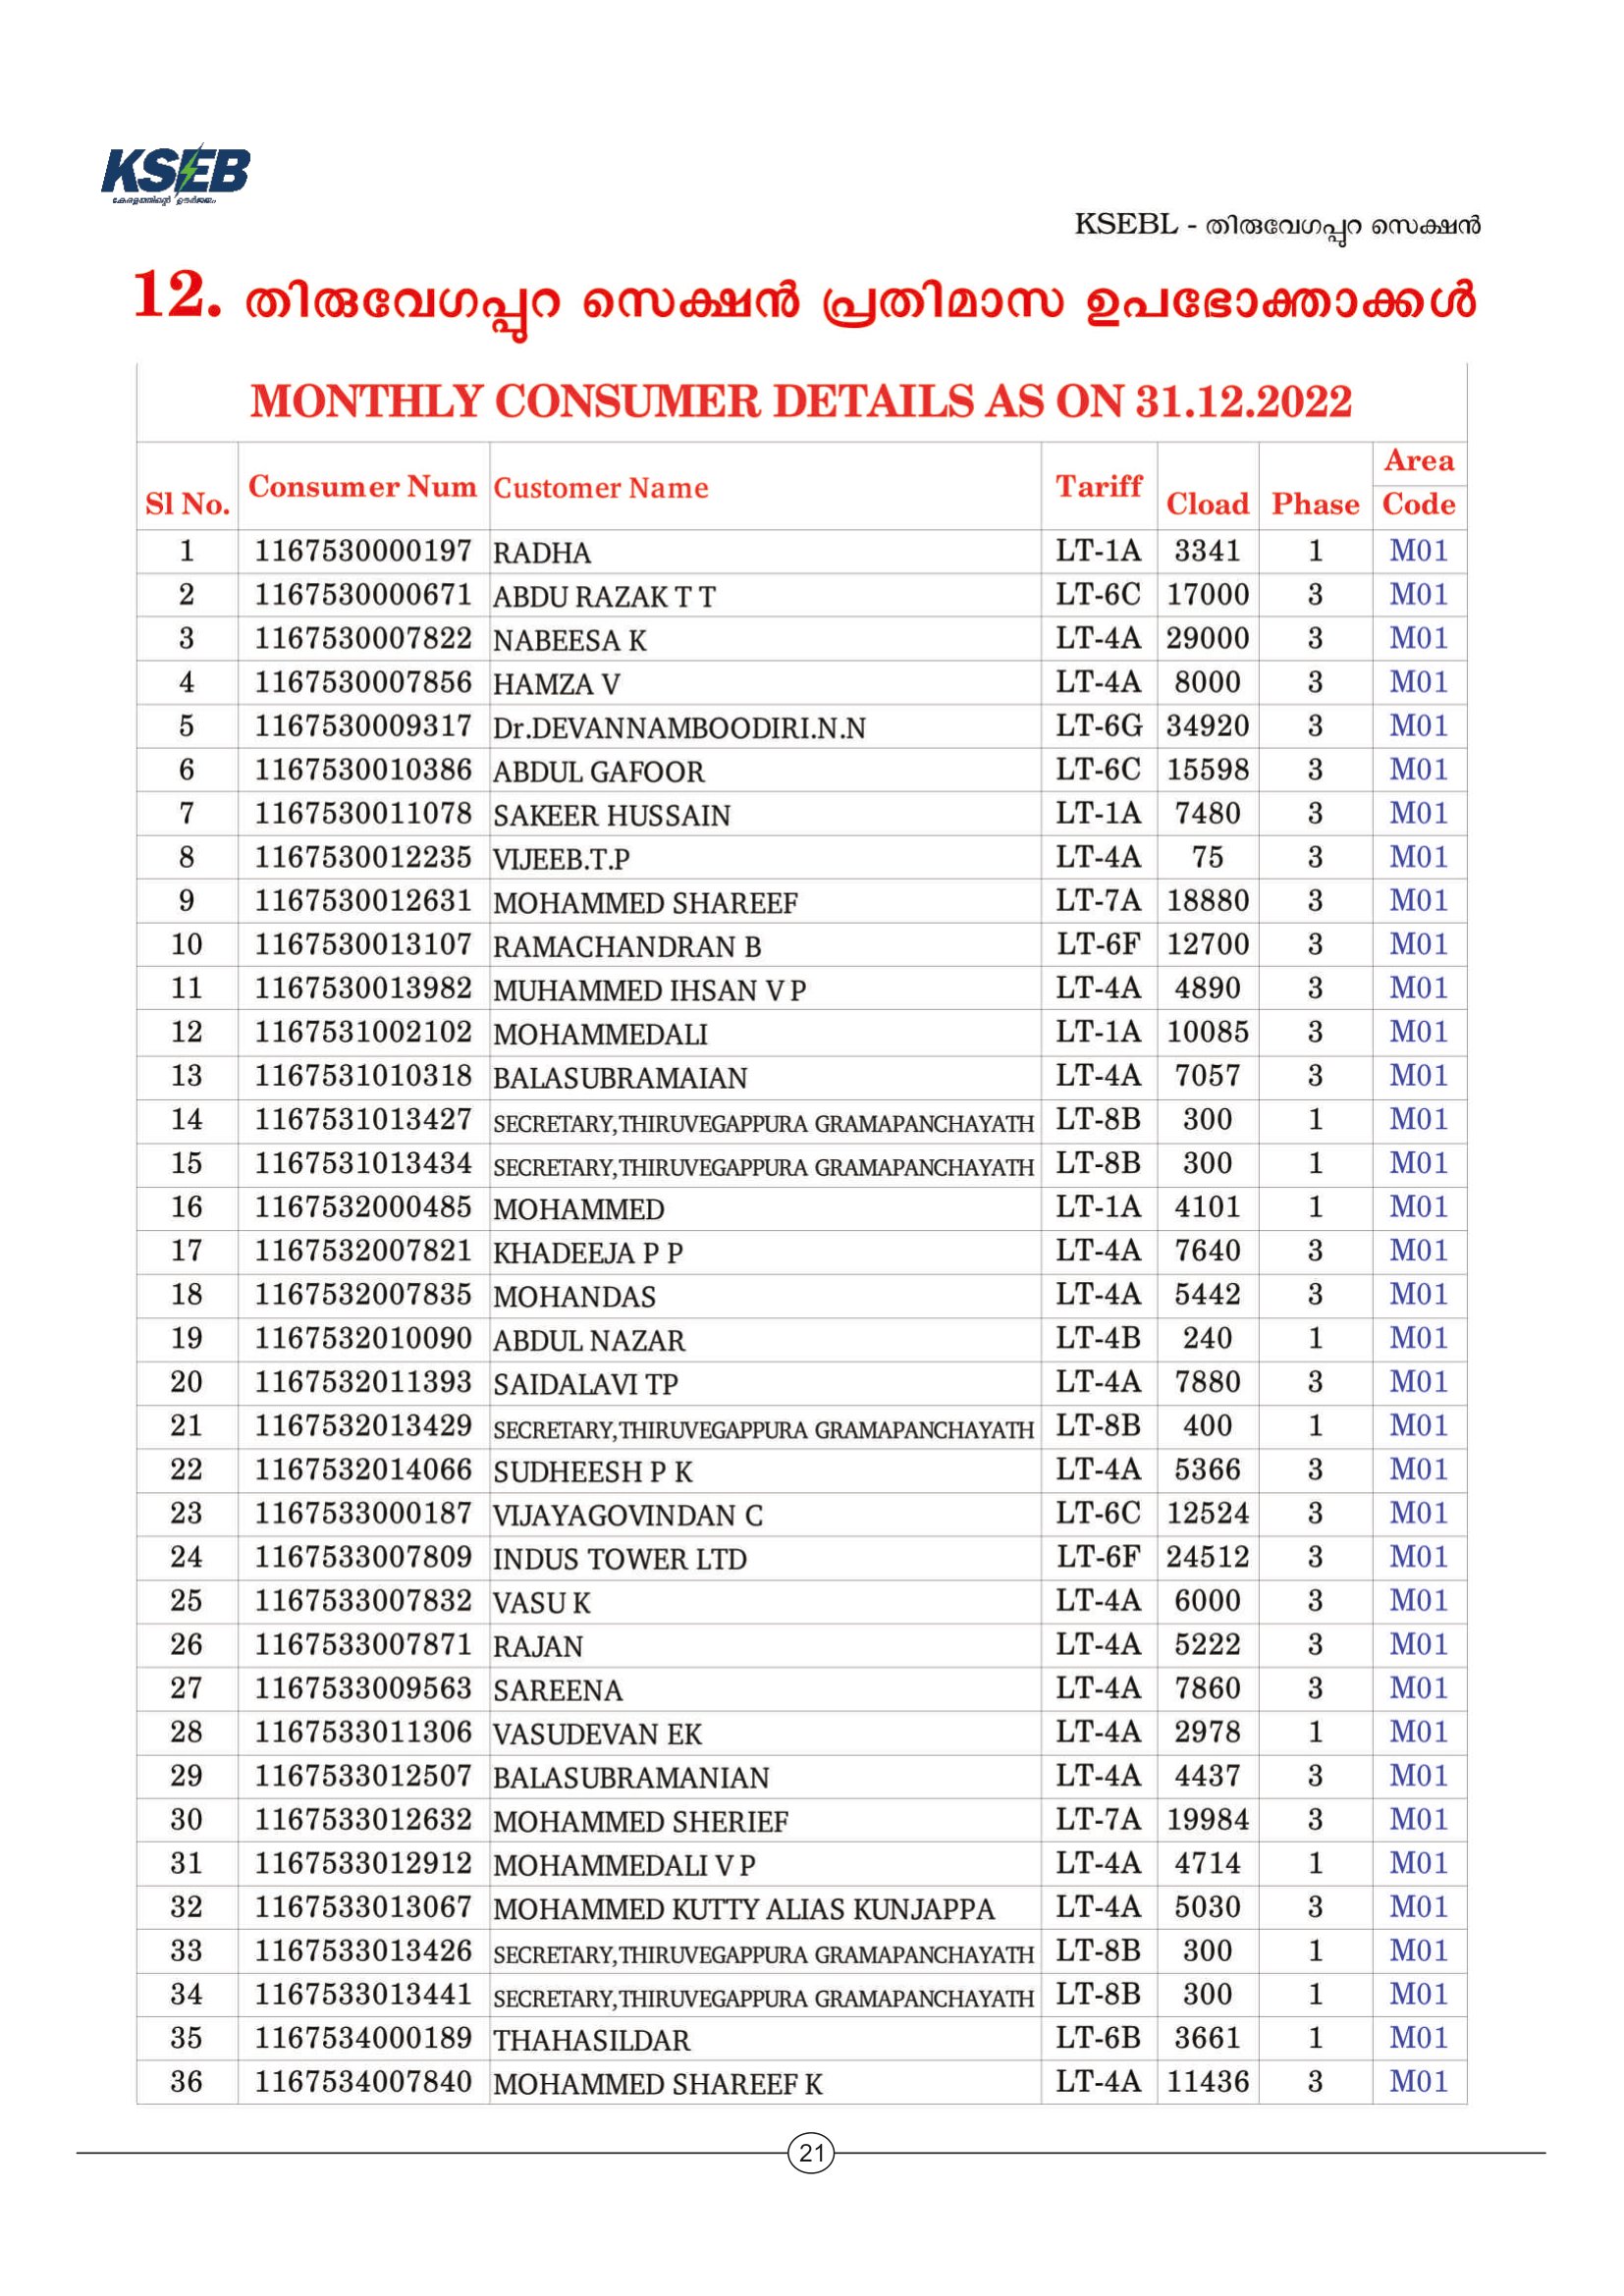 KSEB
കേരളത്തിന്റെ ഊർജ്ജം
KSEBL - തിരുവേഗപ്പുറ സെക്ഷൻ
12. തിരുവേഗപ്പുറ സെക്ഷൻ പ്രതിമാസ ഉപഭോക്താക്കൾ
MONTHLY CONSUMER DETAILS AS ON 31.12.2022
Sl No. Consumer Num Customer Name Tariff Cload Phase Area Code
1 1167530000197 RADHA LT-1A 3341 1 M01
2 1167530000671 ABDU RAZAK T T LT-6C 17000 3 M01
3 1167530007822 NABEESA K LT-4A 29000 3 M01
4 1167530007856 HAMZA V LT-4A 8000 3 M01
5 1167530009317 Dr.DEVANNAMBOODIRI.N.N LT-6G 34920 3 M01
6 1167530010386 ABDUL GAFOOR LT-6C 15598 3 M01
7 1167530011078 SAKEER HUSSAIN LT-1A 7480 3 M01
8 1167530012235 VIJEEB.T.P LT-4A 75 3 M01
9 1167530012631 MOHAMMED SHAREEF LT-7A 18880 3 M01
10 1167530013107 RAMACHANDRAN B LT-6F 12700 3 M01
11 1167530013982 MUHAMMED IHSAN V P LT-4A 4890 3 M01
12 1167531002102 MOHAMMEDALI LT-1A 10085 3 M01
13 1167531010318 BALASUBRAMAIAN LT-4A 7057 3 M01
14 1167531013427 SECRETARY,THIRUVEGAPPURA GRAMAPANCHAYATH LT-8B 300 1 M01
15 1167531013434 SECRETARY,THIRUVEGAPPURA GRAMAPANCHAYATH LT-8B 300 1 M01
16 1167532000485 MOHAMMED LT-1A 4101 1 M01
17 1167532007821 KHADEEJA P P LT-4A 7640 3 M01
18 1167532007835 MOHANDAS LT-4A 5442 3 M01
19 1167532010090 ABDUL NAZAR LT-4B 240 1 M01
20 1167532011393 SAIDALAVI TP LT-4A 7880 3 M01
21 1167532013429 SECRETARY,THIRUVEGAPPURA GRAMAPANCHAYATH LT-8B 400 1 M01
22 1167532014066 SUDHEESH P K LT-4A 5366 3 M01
23 1167533000187 VIJAYAGOVINDAN C LT-6C 12524 3 M01
24 1167533007809 INDUS TOWER LTD LT-6F 24512 3 M01
25 1167533007832 VASU K LT-4A 6000 3 M01
26 1167533007871 RAJAN LT-4A 5222 3 M01
27 1167533009563 SAREENA LT-4A 7860 3 M01
28 1167533011306 VASUDEVAN EK LT-4A 2978 1 M01
29 1167533012507 BALASUBRAMANIAN LT-4A 4437 3 M01
30 1167533012632 MOHAMMED SHERIEF LT-7A 19984 3 M01
31 1167533012912 MOHAMMEDALI V P LT-4A 4714 1 M01
32 1167533013067 MOHAMMED KUTTY ALIAS KUNJAPPA LT-4A 5030 3 M01
33 1167533013426 SECRETARY,THIRUVEGAPPURA GRAMAPANCHAYATH LT-8B 300 1 M01
34 1167533013441 SECRETARY,THIRUVEGAPPURA GRAMAPANCHAYATH LT-8B 300 1 M01
35 1167534000189 THAHASILDAR LT-6B 3661 1 M01
36 1167534007840 MOHAMMED SHAREEF K LT-4A 11436 3 M01
21